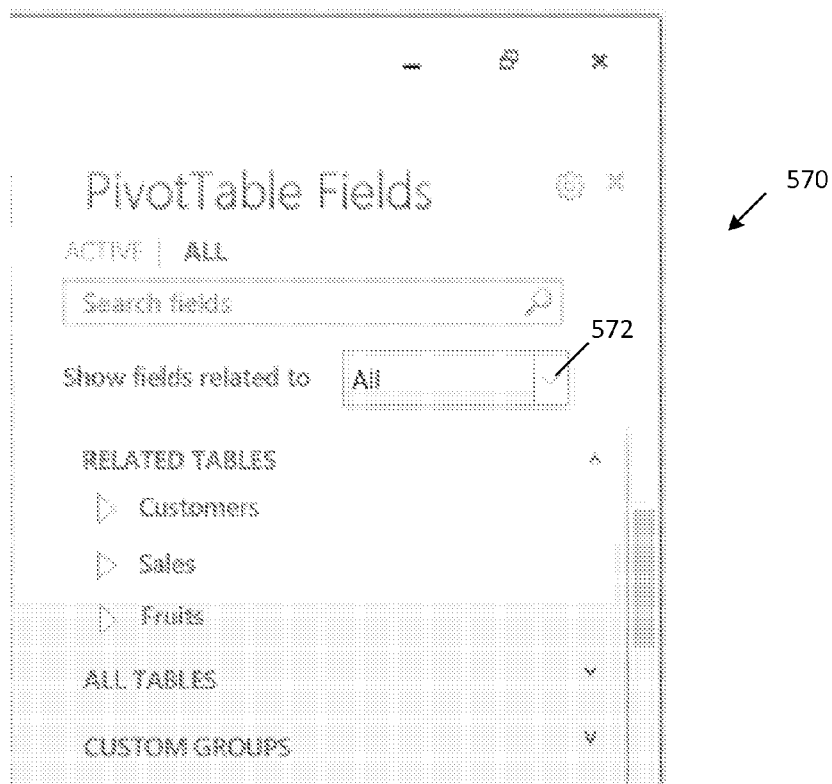 PivotTable Fields
570
ACTIVE | ALL
Search fields
572
Show fields related to All
RELATED TABLES
Customers
Sales
Fruits
ALL TABLES
CUSTOM GROUPS